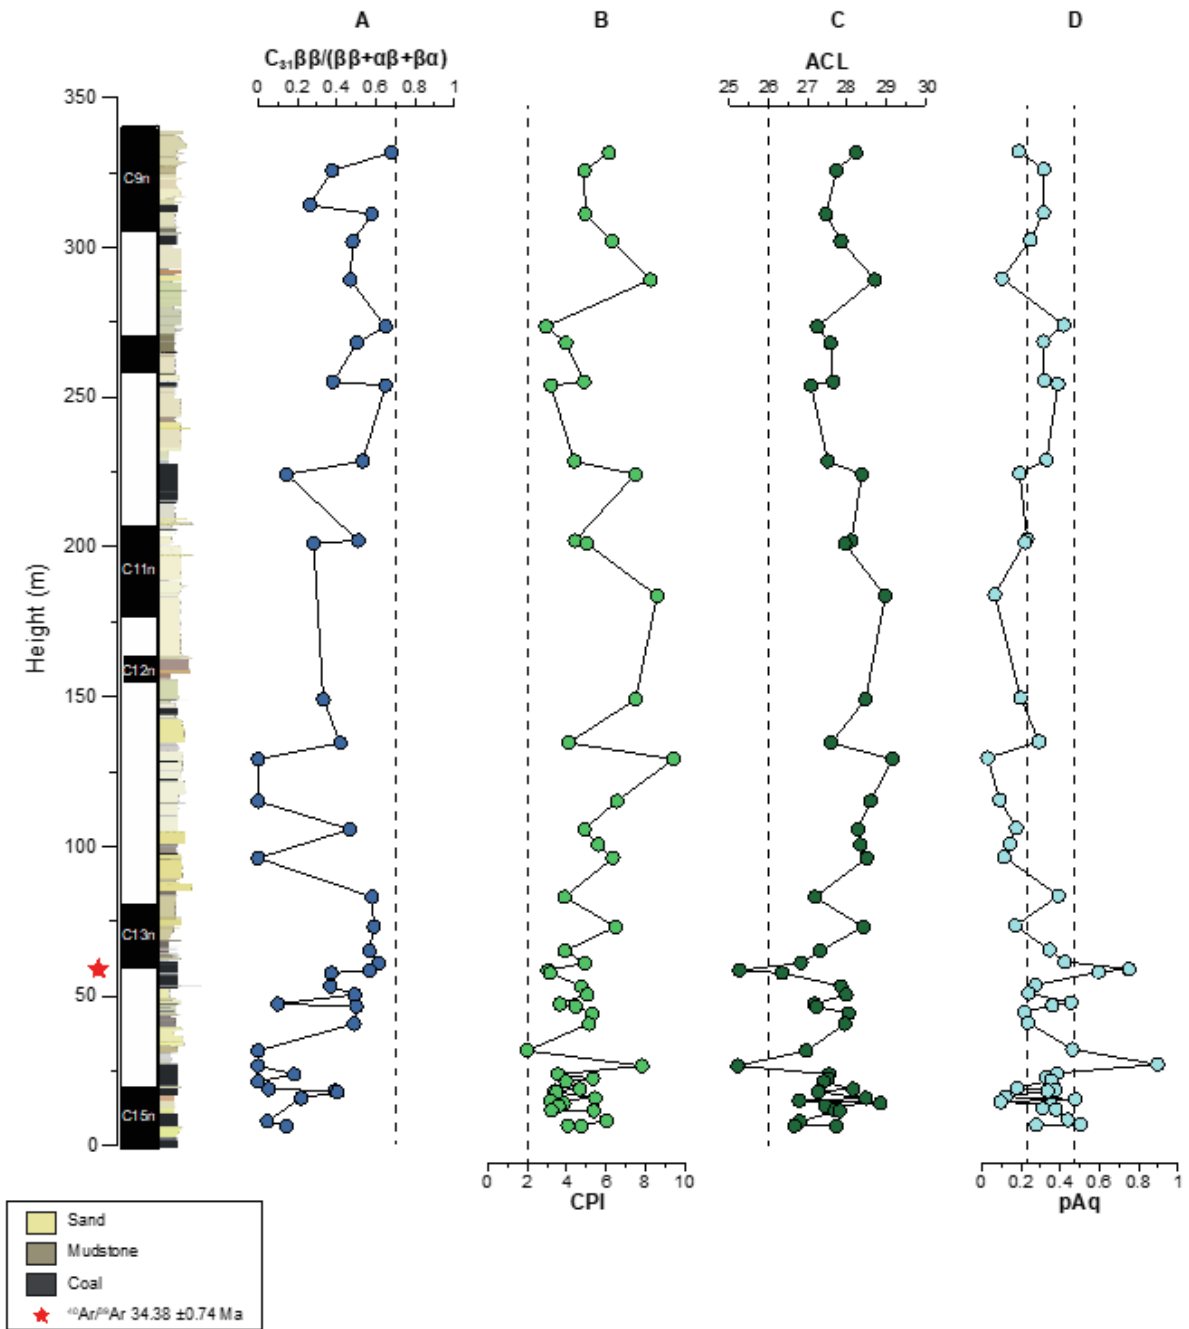 A B C D
C₃₁ββ/(ββ+αβ+βα) ACL
0 0.2 0.4 0.6 0.8 1 25 26 27 28 29 30
350
C9n
300
250
C11n
200
Height (m)
C12n
150
100
C13n
50
C15n
0
0 2 4 6 8 10 0 0.2 0.4 0.6 0.8 1
CPI pAq
Sand
Mudstone
Coal
⁴⁰Ar/³⁹Ar 34.38 ±0.74 Ma